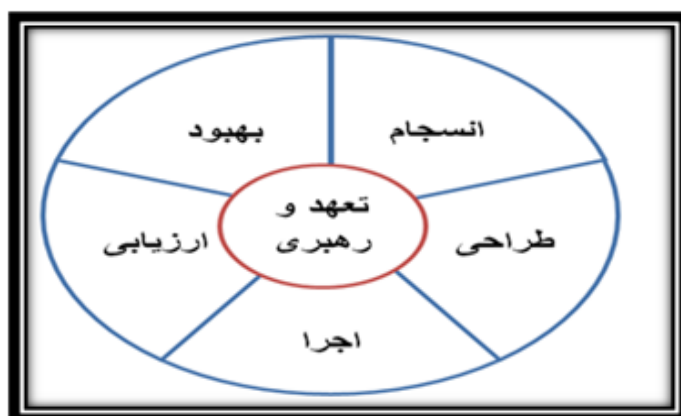 انسجام
بهبود
تعهد و
رهبری
طراحی
ارزیابی
اجرا